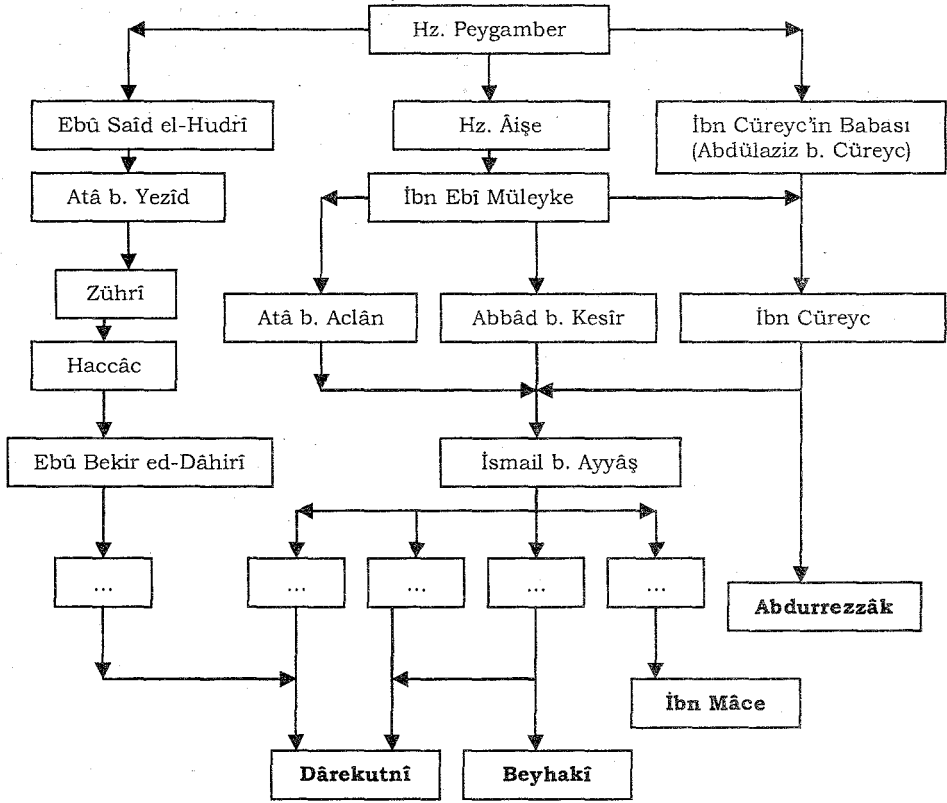 Hz. Peygamber
Ebû Saîd el-Hudrî
Hz. Âişe
İbn Cüreyc'in Babası
(Abdülaziz b. Cüreyc)
Atâ b. Yezîd
İbn Ebî Müleyke
Zührî
Atâ b. Aclân
Abbâd b. Kesîr
İbn Cüreyc
Haccâc
Ebû Bekir ed-Dâhirî
İsmail b. Ayyâş
...
...
...
...
...
Abdurrezzâk
İbn Mâce
Dârekutnî
Beyhakî